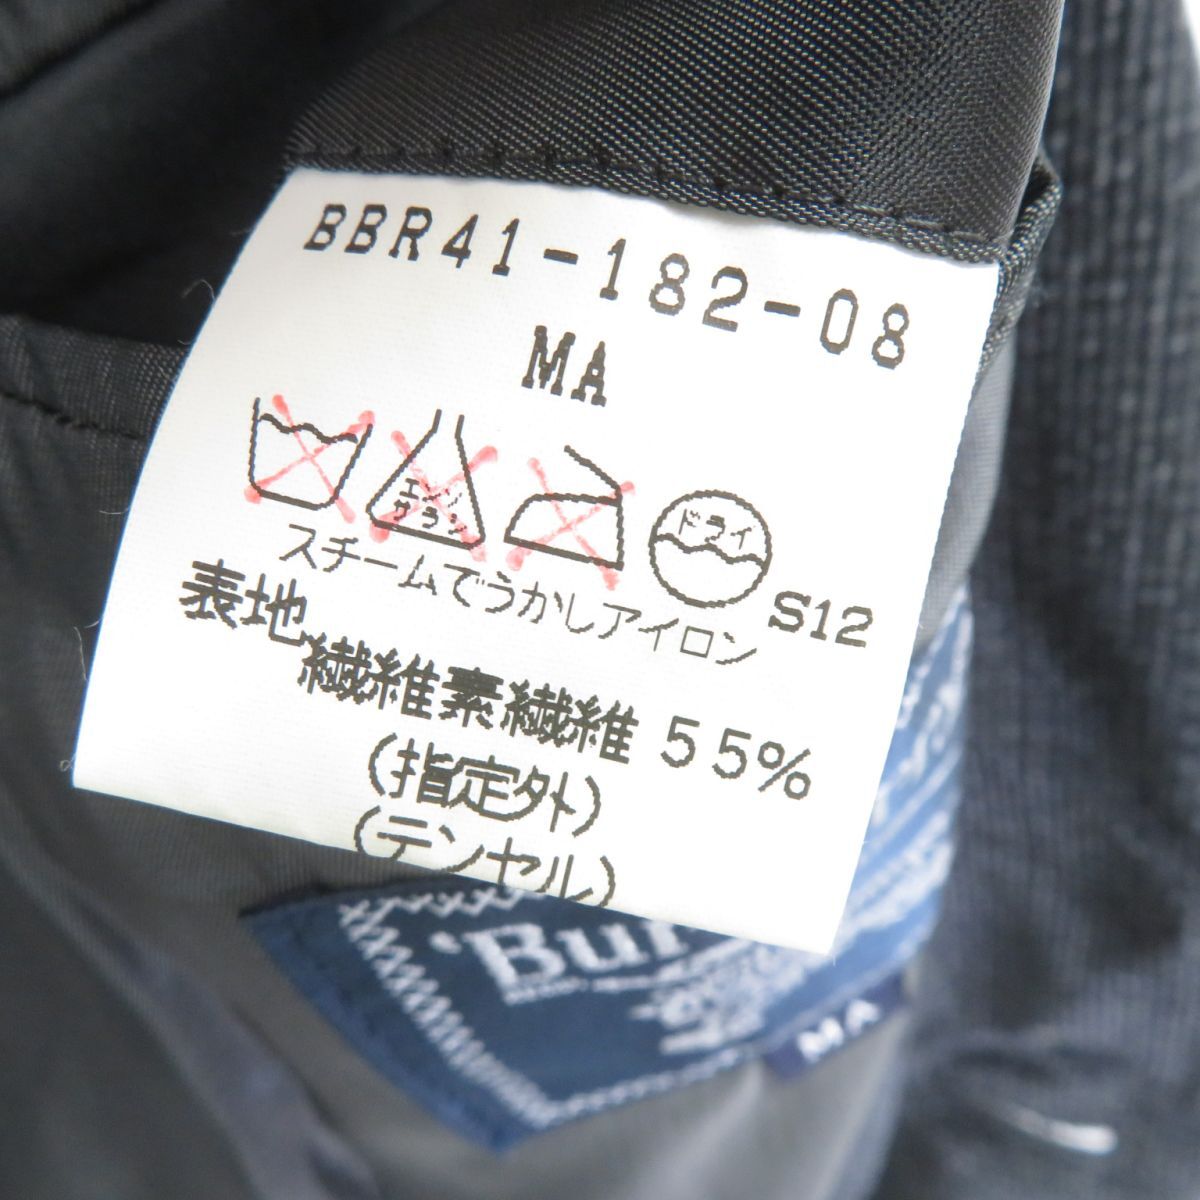 BBR41-182-08
MA
エンソ
サラシ
ドライ
S12
スチームでうかしアイロン
表地
繊維素繊維 55%
(指定外)
(テンセル)
'Bur
MA